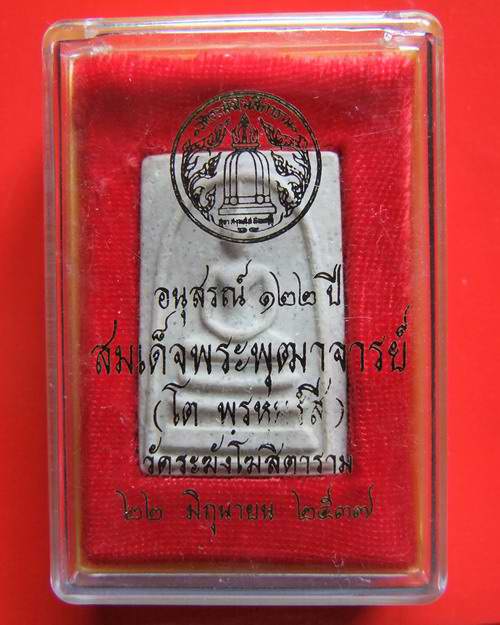 อนุสรณ์ ๑๒๒ ปี
สมเด็จพระพุฒาจารย์
(โต พรหมรังสี)
วัดระฆังโฆสิตาราม
๒๒ มิถุนายน ๒๕๓๗